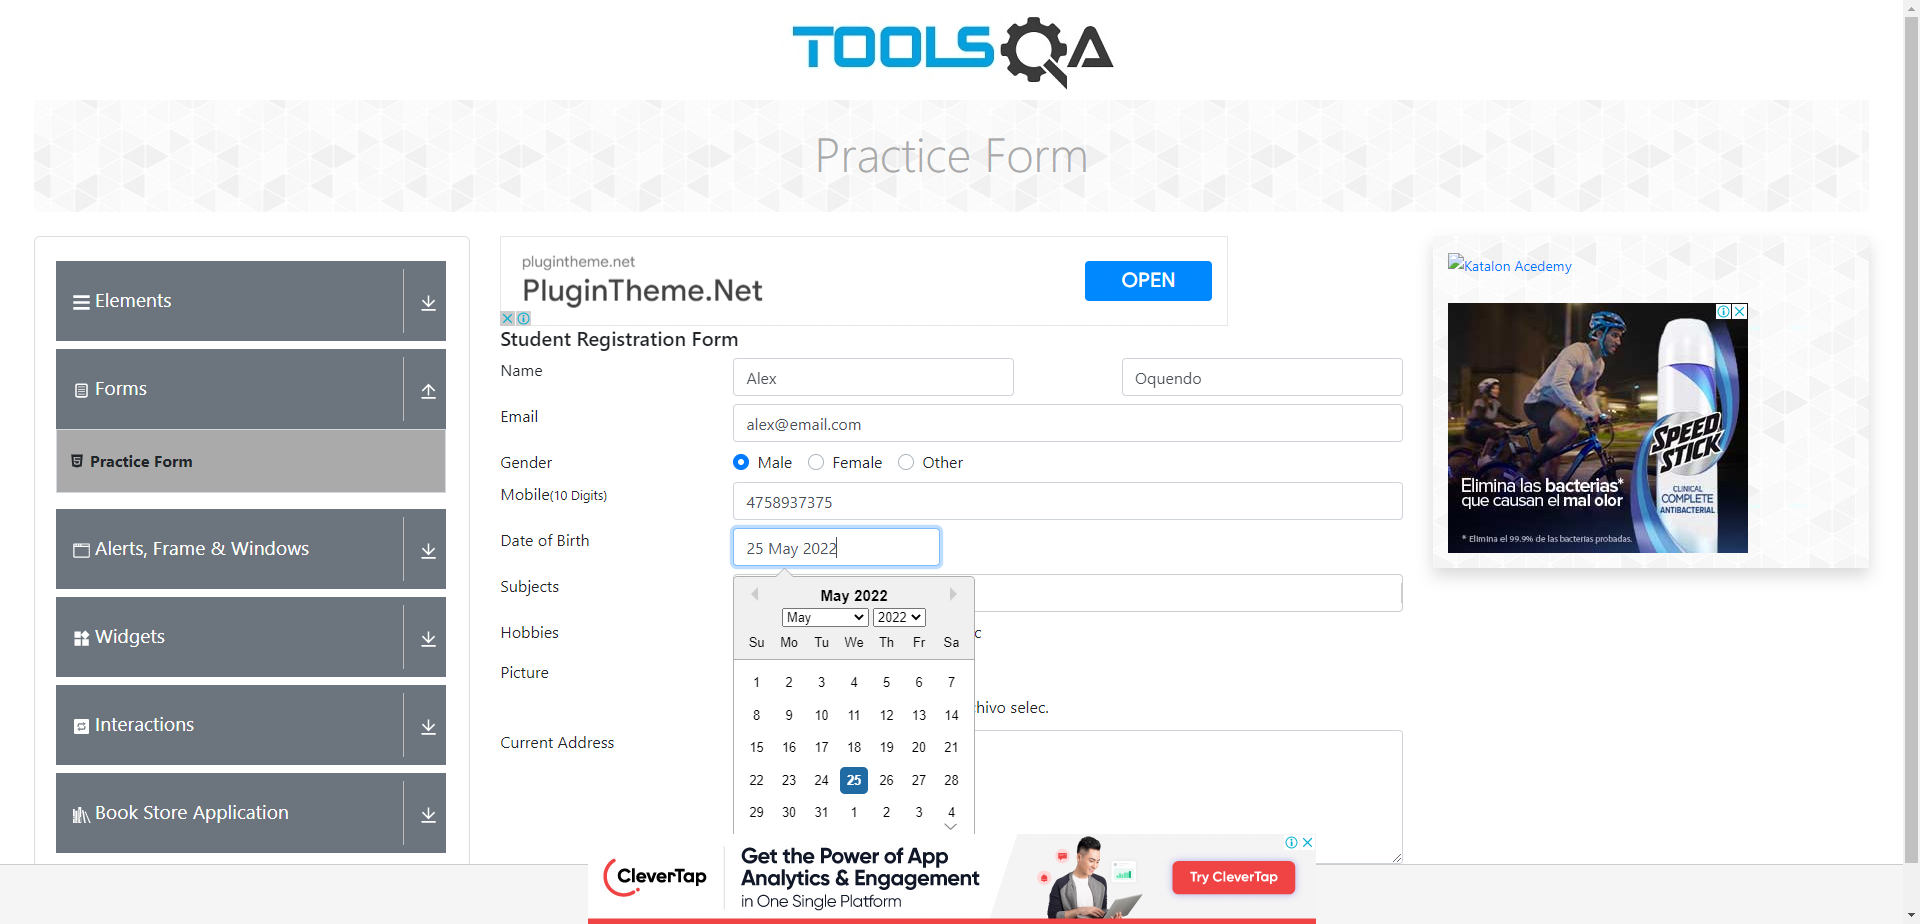 TOOLSQA
Practice Form
Elements
Forms
Practice Form
Alerts, Frame & Windows
Widgets
Interactions
Book Store Application
plugintheme.net
PluginTheme.Net
OPEN
Student Registration Form
Name
Alex
Oquendo
Email
alex@email.com
Gender
Male
Female
Other
Mobile(10 Digits)
4758937375
Date of Birth
25 May 2022
Subjects
May 2022
May
2022
Hobbies
c
Su Mo Tu We Th Fr Sa
Picture
1 2 3 4 5 6 7
hivo selec.
8 9 10 11 12 13 14
Current Address
15 16 17 18 19 20 21
22 23 24 25 26 27 28
29 30 31 1 2 3 4
Katalon Acedemy
SPEED
STICK
CLINICAL
COMPLETE
ANTIBACTERIAL
Elimina las bacterias*
que causan el mal olor
* Elimina el 99.9% de las bacterias probadas.
CleverTap
Get the Power of App
Analytics & Engagement
in One Single Platform
Try CleverTap